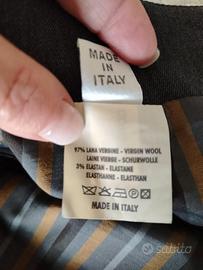 MADE IN
ITALY
97% LANA VERGINE - VIRGIN WOOL
LAINE VIERGE - SCHURWOLLE
3% ELASTAN - ELASTANE
ELASTHANNE - ELASTHAN
MADE IN ITALY
subito